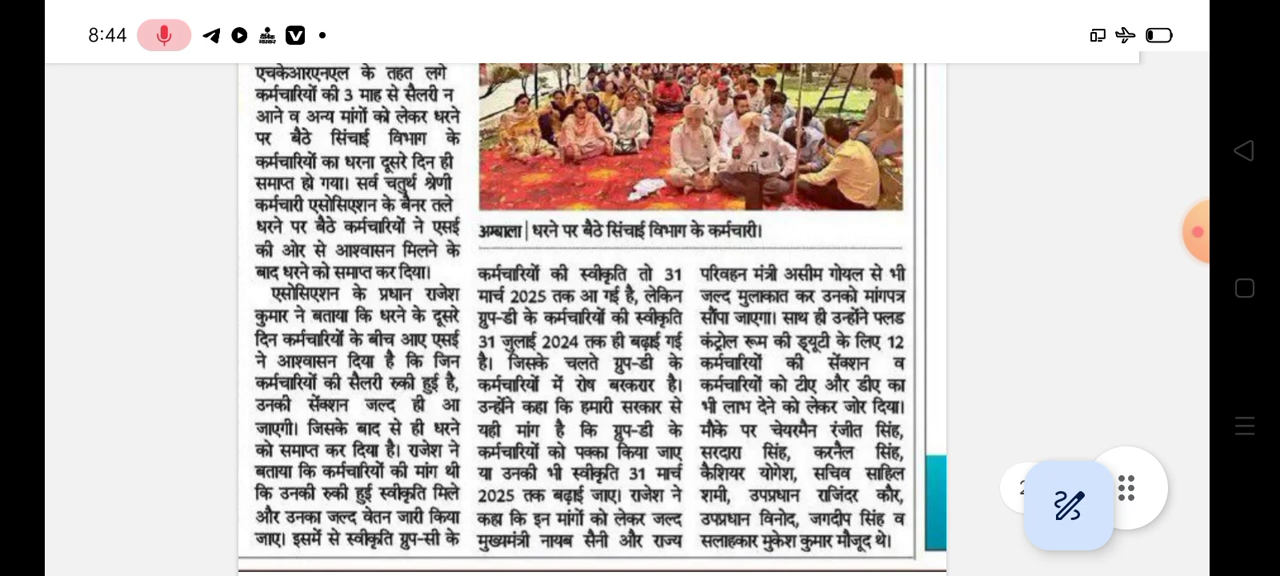 8:44
एचकेआरएनएल के तहत लगे
कर्मचारियों की 3 माह से सैलरी न
आने व अन्य मांगों को लेकर धरने
पर बैठे सिंचाई विभाग के
कर्मचारियों का धरना दूसरे दिन ही
समाप्त हो गया। सर्व चतुर्थ श्रेणी
कर्मचारी एसोसिएशन के बैनर तले
धरने पर बैठे कर्मचारियों ने एसई
की ओर से आश्वासन मिलने के
बाद धरने को समाप्त कर दिया।
एसोसिएशन के प्रधान राजेश
कुमार ने बताया कि धरने के दूसरे
दिन कर्मचारियों के बीच आए एसई
ने आश्वासन दिया है कि जिन
कर्मचारियों की सैलरी रुकी हुई है,
उनकी सेंक्शन जल्द ही आ
जाएगी। जिसके बाद से ही धरने
को समाप्त कर दिया है। राजेश ने
बताया कि कर्मचारियों की मांग थी
कि उनकी रुकी हुई स्वीकृति मिले
और उनका जल्द वेतन जारी किया
जाए। इसमें से स्वीकृति ग्रुप-सी के
अम्बाला | धरने पर बैठे सिंचाई विभाग के कर्मचारी।
कर्मचारियों की स्वीकृति तो 31
मार्च 2025 तक आ गई है, लेकिन
ग्रुप-डी के कर्मचारियों की स्वीकृति
31 जुलाई 2024 तक ही बढ़ाई गई
है। जिसके चलते ग्रुप-डी के
कर्मचारियों में रोष बरकरार है।
उन्होंने कहा कि हमारी सरकार से
यही मांग है कि ग्रुप-डी के
कर्मचारियों को पक्का किया जाए
या उनकी भी स्वीकृति 31 मार्च
2025 तक बढ़ाई जाए। राजेश ने
कहा कि इन मांगों को लेकर जल्द
मुख्यमंत्री नायब सैनी और राज्य
परिवहन मंत्री असीम गोयल से भी
जल्द मुलाकात कर उनको मांगपत्र
सौंपा जाएगा। साथ ही उन्होंने फ्लड
कंट्रोल रूम की ड्यूटी के लिए 12
कर्मचारियों की सेंक्शन व
कर्मचारियों को टीए और डीए का
भी लाभ देने को लेकर जोर दिया।
मौके पर चेयरमैन रंजीत सिंह,
सरदारा सिंह, करनैल सिंह,
कैशियर योगेश, सचिव साहिल
शर्मा, उपप्रधान राजिंदर कौर,
उपप्रधान विनोद, जगदीप सिंह व
सलाहकार मुकेश कुमार मौजूद थे।